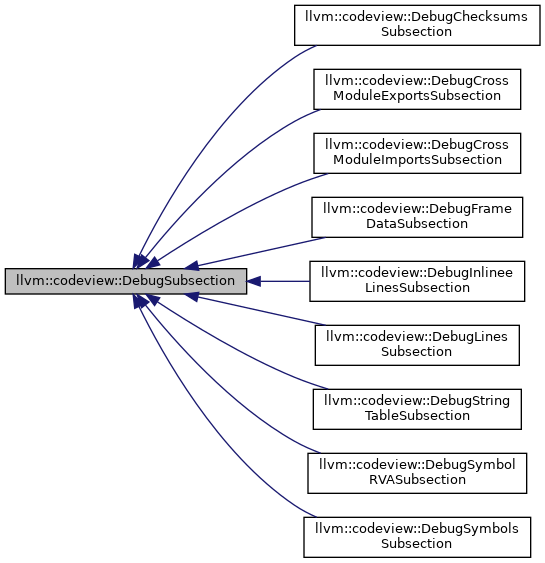 llvm::codeview::DebugChecksums
Subsection
llvm::codeview::DebugCross
ModuleExportsSubsection
llvm::codeview::DebugCross
ModuleImportsSubsection
llvm::codeview::DebugFrame
DataSubsection
llvm::codeview::DebugSubsection
llvm::codeview::DebugInlinee
LinesSubsection
llvm::codeview::DebugLines
Subsection
llvm::codeview::DebugString
TableSubsection
llvm::codeview::DebugSymbol
RVASubsection
llvm::codeview::DebugSymbols
Subsection